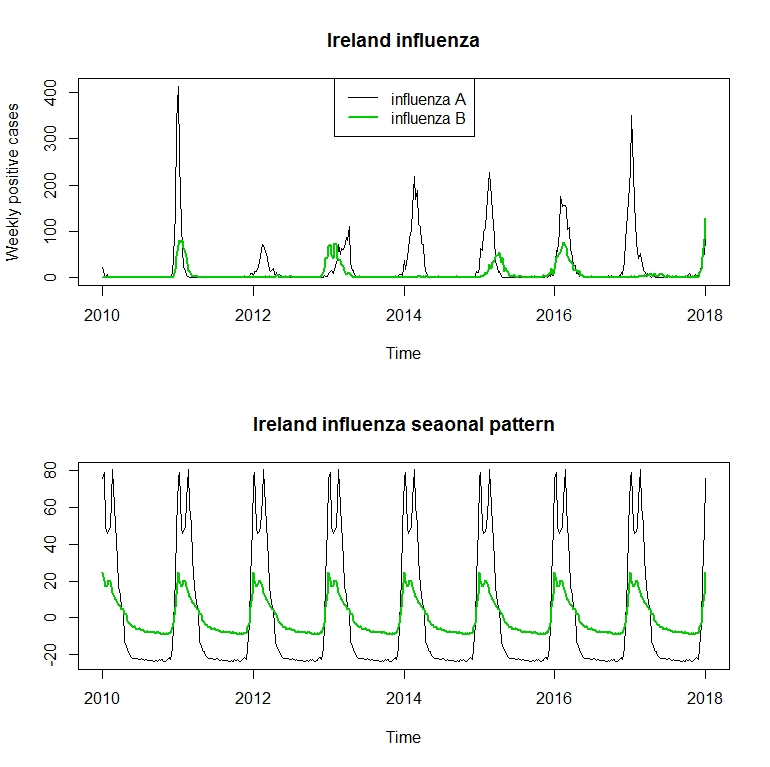 Ireland influenza
Weekly positive cases
400
300
200
100
0
influenza A
influenza B
2010 2012 2014 2016 2018
Time
Ireland influenza seaonal pattern
80
60
40
20
0
-20
2010 2012 2014 2016 2018
Time